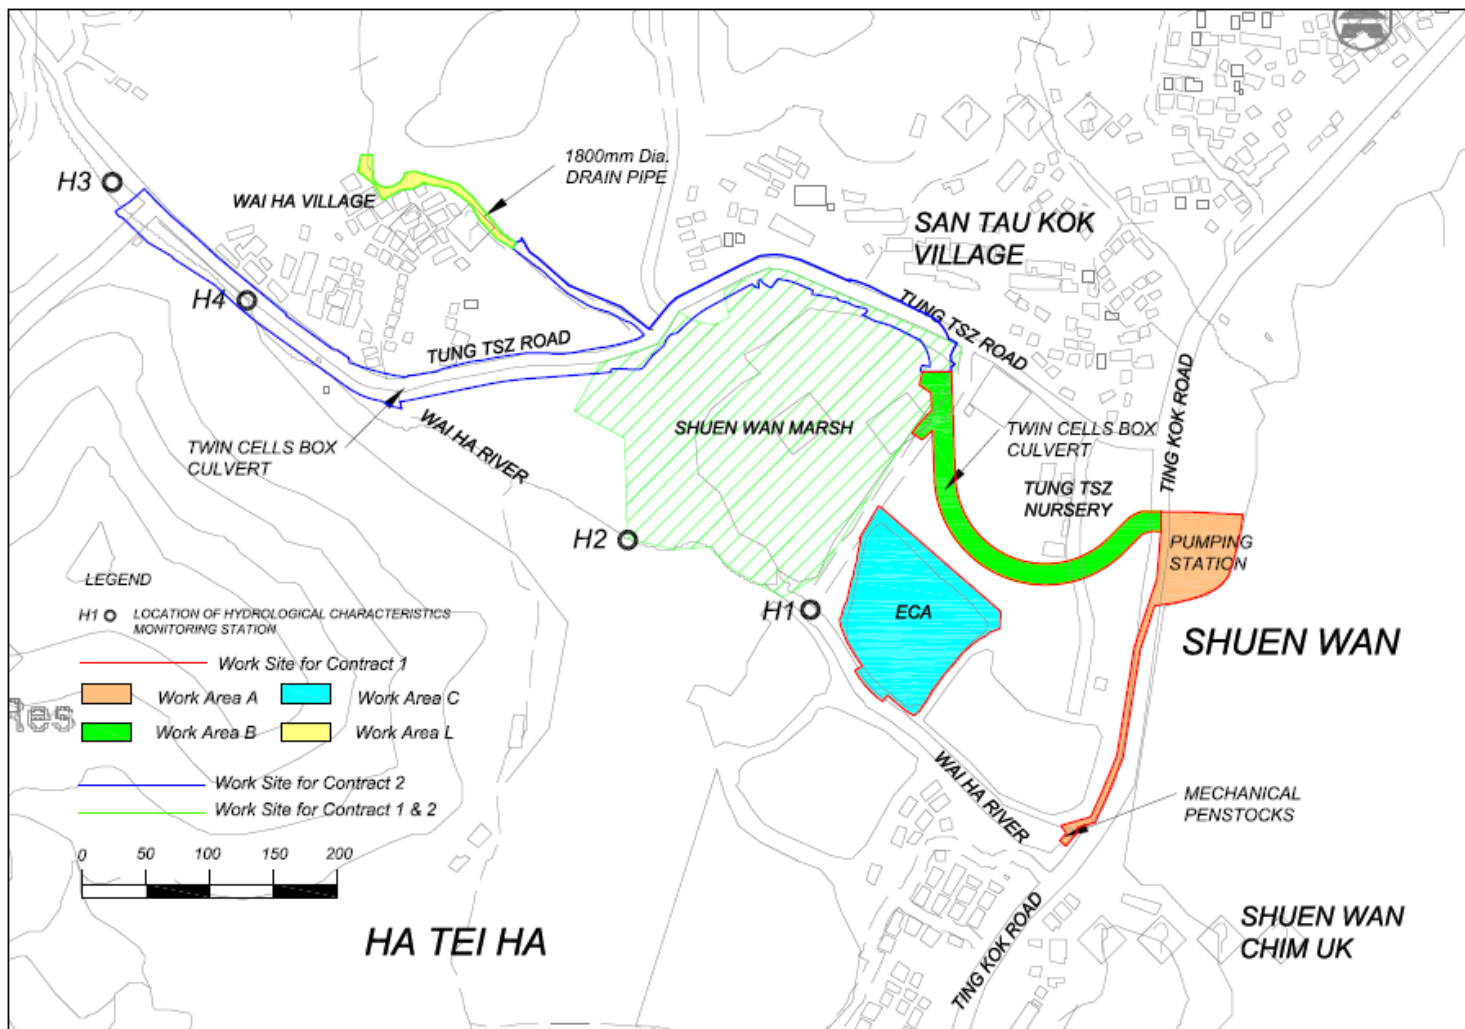 1800mm Dia.
DRAIN PIPE
H3
WAI HA VILLAGE
SAN TAU KOK
VILLAGE
H4
TUNG TSZ ROAD
TUNG TSZ ROAD
TING KOK ROAD
TWIN CELLS BOX
CULVERT
WAI HA RIVER
SHUEN WAN MARSH
TWIN CELLS BOX
CULVERT
TUNG TSZ
NURSERY
H2
PUMPING
STATION
LEGEND
H1
LOCATION OF HYDROLOGICAL CHARACTERISTICS
MONITORING STATION
H1
ECA
SHUEN WAN
Work Site for Contract 1
Work Area A
Work Area C
Work Area B
Work Area L
Work Site for Contract 2
Work Site for Contract 1 & 2
0 50 100 150 200
WAI HA RIVER
MECHANICAL
PENSTOCKS
HA TEI HA
TING KOK ROAD
SHUEN WAN
CHIM UK